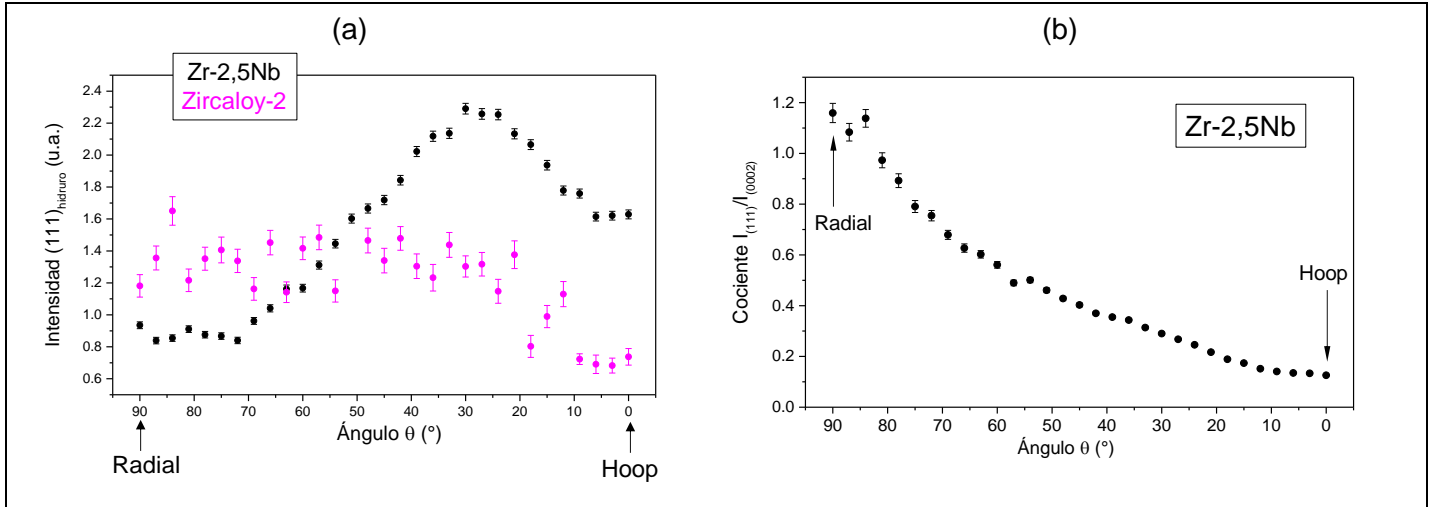 (a)
Zr-2,5Nb
Zircaloy-2
Intensidad (111)hidruro (u.a.)
2.4
2.2
2.0
1.8
1.6
1.4
1.2
1.0
0.8
0.6
90 80 70 60 50 40 30 20 10 0
Ángulo θ (°)
Radial
Hoop
(b)
Zr-2,5Nb
Cociente I(111)/I(0002)
1.2
1.0
0.8
0.6
0.4
0.2
0.0
Radial
Hoop
90 80 70 60 50 40 30 20 10 0
Ángulo θ (°)